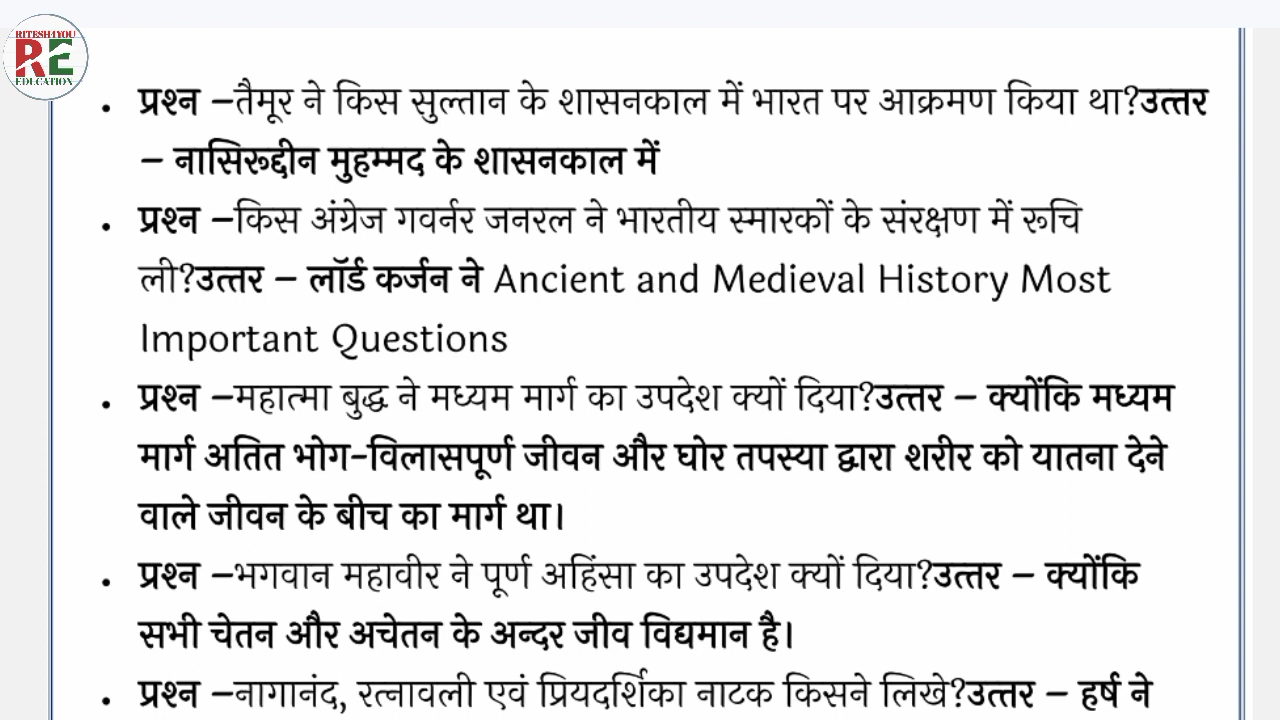 RITESH4YOU
RE
EDUCATION
• प्रश्न –तैमूर ने किस सुल्तान के शासनकाल में भारत पर आक्रमण किया था?उत्तर
– नासिरूद्दीन मुहम्मद के शासनकाल में
• प्रश्न –किस अंग्रेज गवर्नर जनरल ने भारतीय स्मारकों के संरक्षण में रूचि
ली?उत्तर – लॉर्ड कर्जन ने Ancient and Medieval History Most
Important Questions
• प्रश्न –महात्मा बुद्ध ने मध्यम मार्ग का उपदेश क्यों दिया?उत्तर – क्योंकि मध्यम
मार्ग अतित भोग-विलासपूर्ण जीवन और घोर तपस्या द्वारा शरीर को यातना देने
वाले जीवन के बीच का मार्ग था।
• प्रश्न –भगवान महावीर ने पूर्ण अहिंसा का उपदेश क्यों दिया?उत्तर – क्योंकि
सभी चेतन और अचेतन के अन्दर जीव विद्यमान है।
• प्रश्न –नागानंद, रत्नावली एवं प्रियदर्शिका नाटक किसने लिखे?उत्तर – हर्ष ने